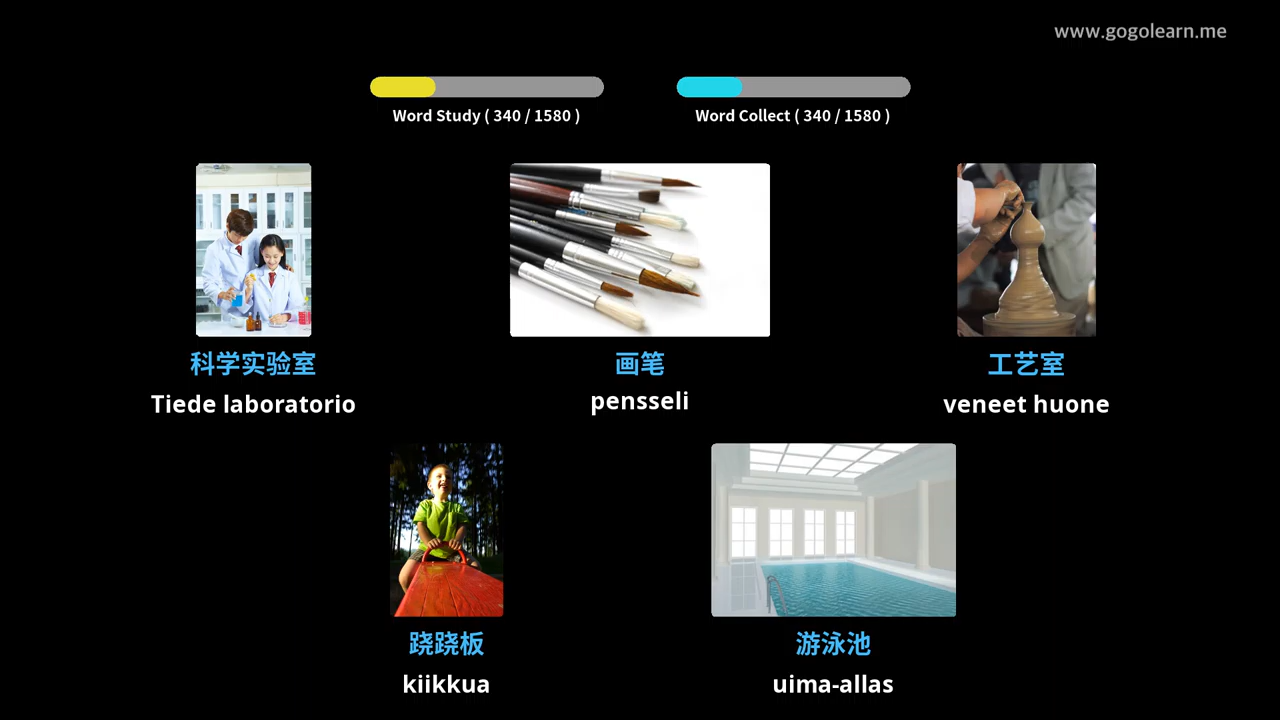 www.gogolearn.me
Word Study ( 340 / 1580 )
Word Collect ( 340 / 1580 )
科学实验室
Tiede laboratorio
画笔
pensseli
工艺室
veneet huone
跷跷板
kiikkua
游泳池
uima-allas